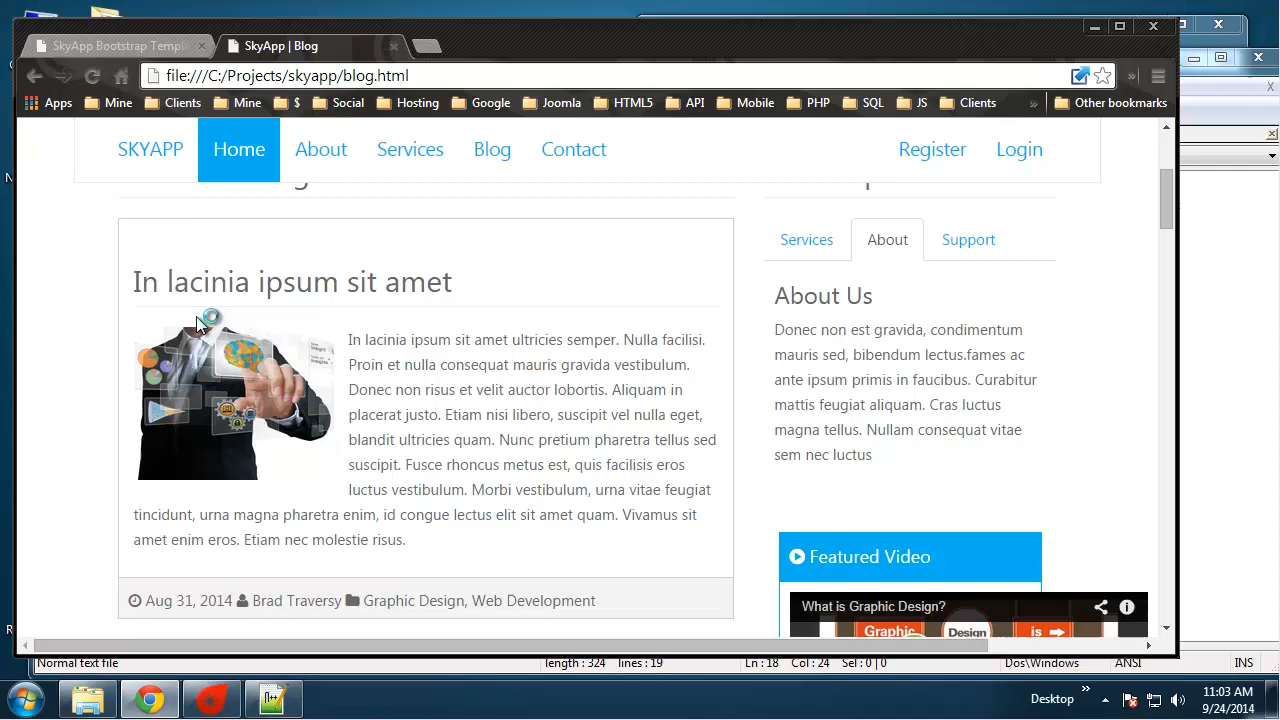 SkyApp Bootstrap Templ
SkyApp | Blog
file:///C:/Projects/skyapp/blog.html
Apps Mine Clients Mine $ Social Hosting Google Joomla HTML5 API Mobile PHP SQL JS Clients » Other bookmarks
SKYAPP Home About Services Blog Contact Register Login
In lacinia ipsum sit amet
In lacinia ipsum sit amet ultricies semper. Nulla facilisi.
Proin et nulla consequat mauris gravida vestibulum.
Donec non risus et velit auctor lobortis. Aliquam in
placerat justo. Etiam nisi libero, suscipit vel nulla eget,
blandit ultricies quam. Nunc pretium pharetra tellus sed
suscipit. Fusce rhoncus metus est, quis facilisis eros
luctus vestibulum. Morbi vestibulum, urna vitae feugiat
tincidunt, urna magna pharetra enim, id congue lectus elit sit amet quam. Vivamus sit
amet enim eros. Etiam nec molestie risus.
Aug 31, 2014 Brad Traversy Graphic Design, Web Development
Services About Support
About Us
Donec non est gravida, condimentum
mauris sed, bibendum lectus.fames ac
ante ipsum primis in faucibus. Curabitur
mattis feugiat aliquam. Cras luctus
magna tellus. Nullam consequat vitae
sem nec luctus
Featured Video
What is Graphic Design?
Graphic Design is
Normal text file length : 324 lines : 19 Ln : 18 Col : 24 Sel : 0 | 0 Dos\Windows ANSI INS
Desktop » 11:03 AM
9/24/2014